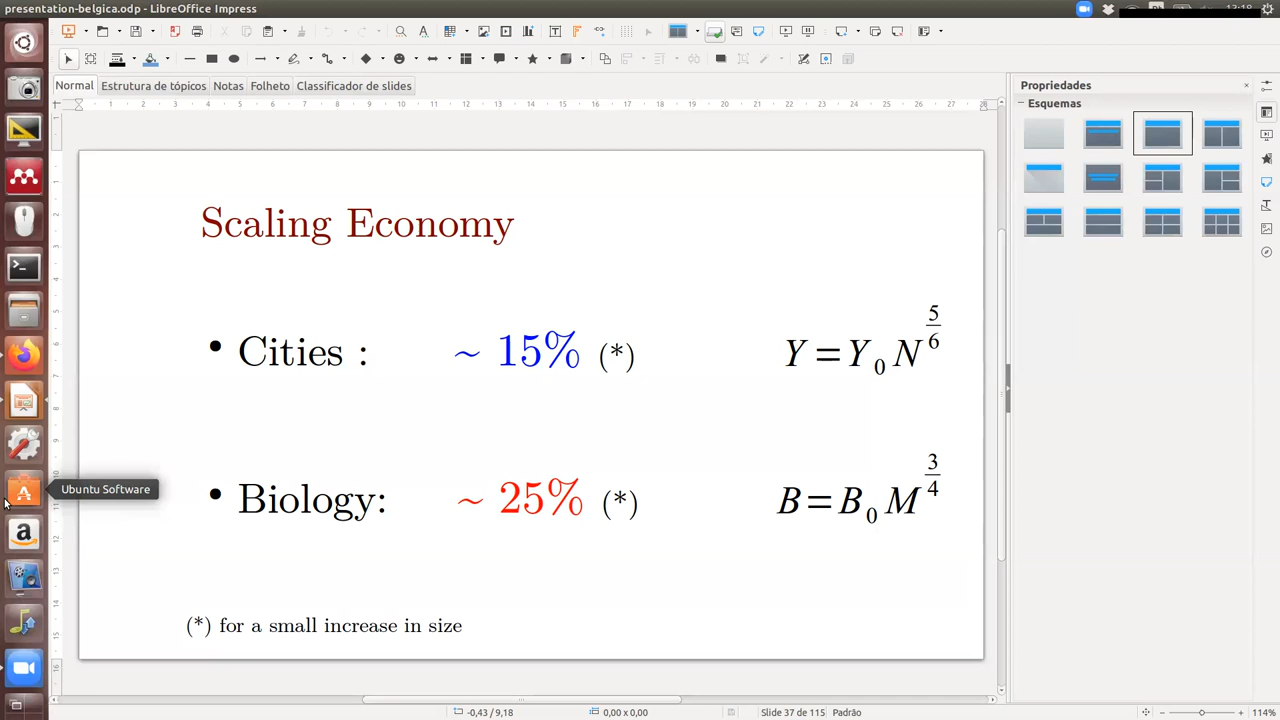 presentation-belgica.odp - LibreOffice Impress
Normal Estrutura de tópicos Notas Folheto Classificador de slides
Propriedades
Esquemas
Scaling Economy
• Cities : ~ 15% (*) Y = Y₀ N^(5/6)
• Biology: ~ 25% (*) B = B₀ M^(3/4)
(*) for a small increase in size
Ubuntu Software
-0,43 / 9,18 0,00 x 0,00 Slide 37 de 115 Padrão 114%